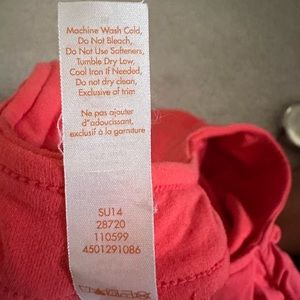 Machine Wash Cold,
Do Not Bleach,
Do Not Use Softeners,
Tumble Dry Low,
Cool Iron If Needed,
Do not dry clean,
Exclusive of trim
Ne pas ajouter
d'adoucissant,
exclusif à la garniture
SU14
28720
110599
4501291086